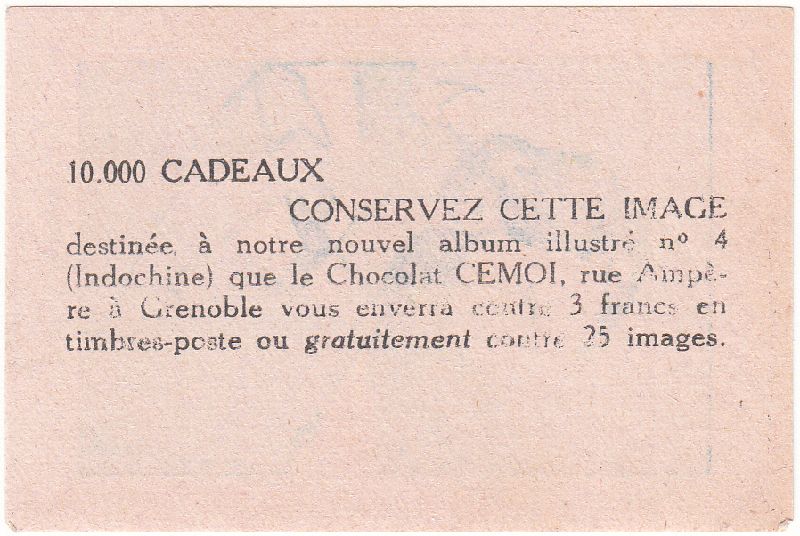 10.000 CADEAUX
CONSERVEZ CETTE IMAGE
destinée, à notre nouvel album illustré nº 4
(Indochine) que le Chocolat CEMOI, rue Ampè-
re à Grenoble vous enverra contre 3 francs en
timbres-poste ou gratuitement contre 25 images.